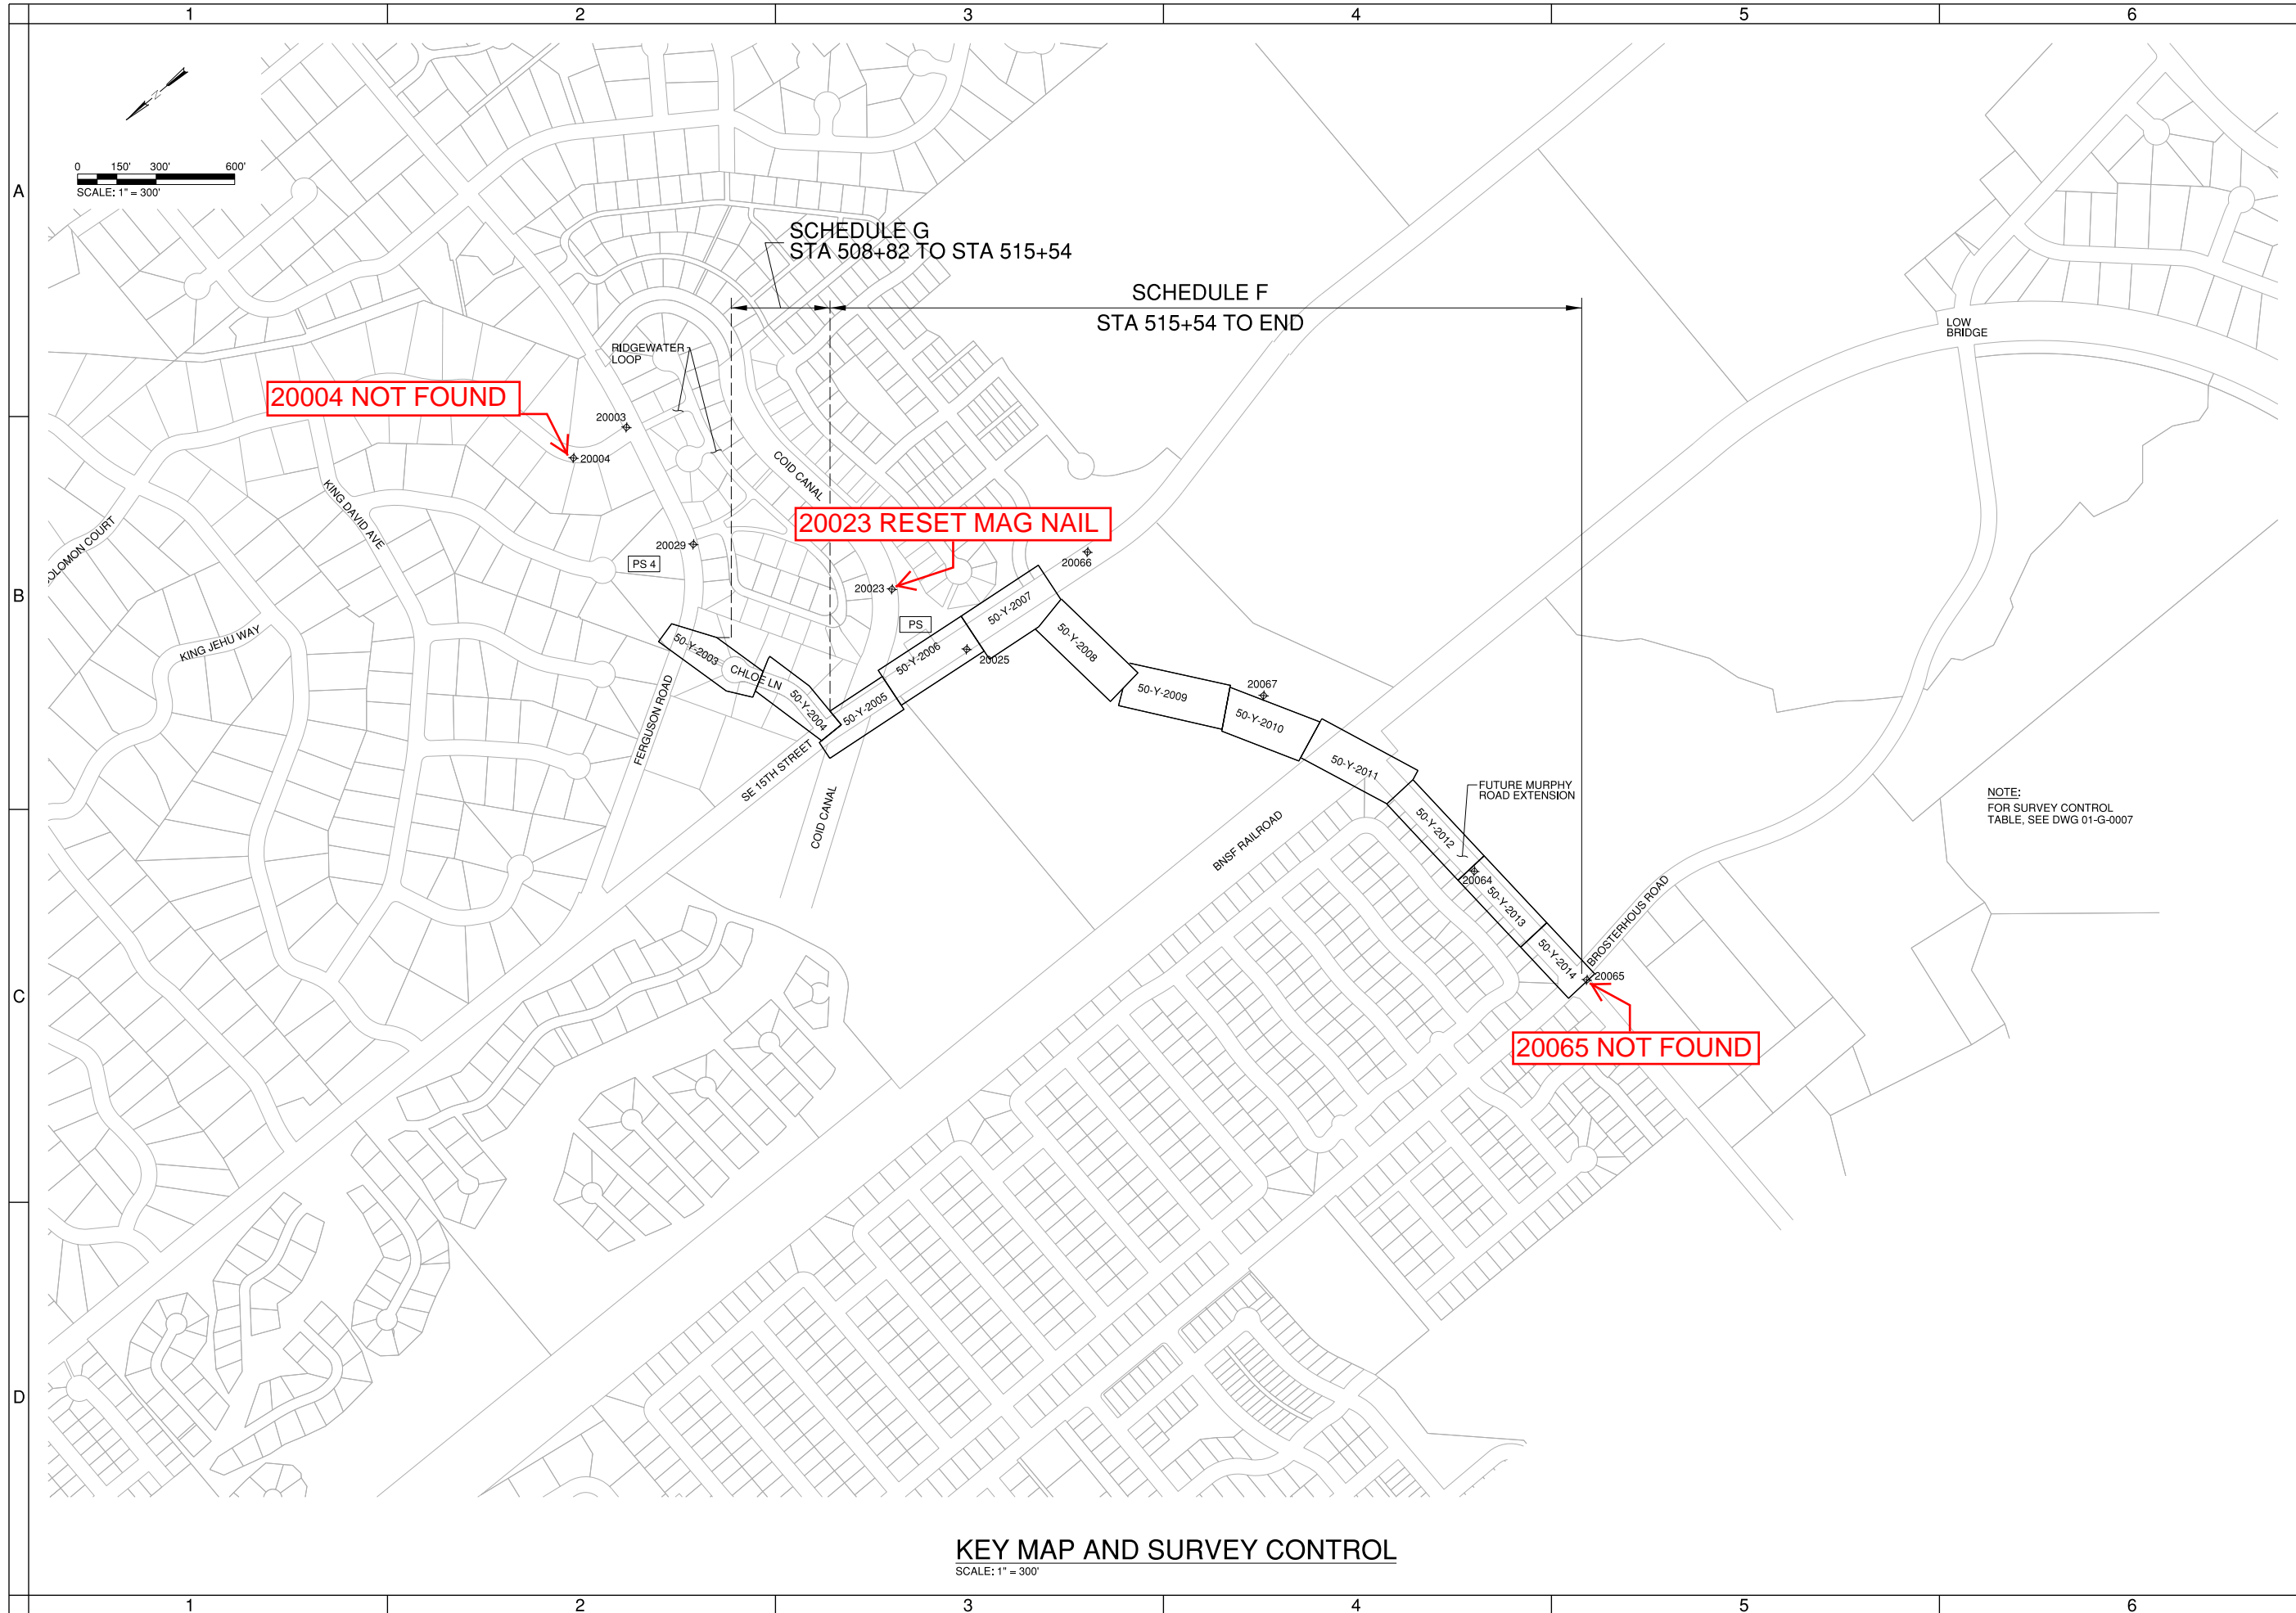 1 2 3 4 5 6
A
B
C
D
0 150' 300' 600'
SCALE: 1" = 300'
SCHEDULE G
STA 508+82 TO STA 515+54
SCHEDULE F
STA 515+54 TO END
LOW
BRIDGE
RIDGEWATER
LOOP
20004 NOT FOUND
20003
20004
COID CANAL
KING DAVID AVE
20023 RESET MAG NAIL
20029
PS 4
20066
20023
PS
KING JEHU WAY
50-Y-2003
CHLOE LN
50-Y-2004
50-Y-2005
50-Y-2006
50-Y-2007
20025
50-Y-2008
50-Y-2009
20067
50-Y-2010
50-Y-2011
FERGUSON ROAD
SE 15TH STREET
COID CANAL
BNSF RAILROAD
FUTURE MURPHY
ROAD EXTENSION
50-Y-2012
20064
50-Y-2013
50-Y-2014
BROSTERHOUS ROAD
20065
20065 NOT FOUND
NOTE:
FOR SURVEY CONTROL
TABLE, SEE DWG 01-G-0007
KEY MAP AND SURVEY CONTROL
SCALE: 1" = 300'
1 2 3 4 5 6